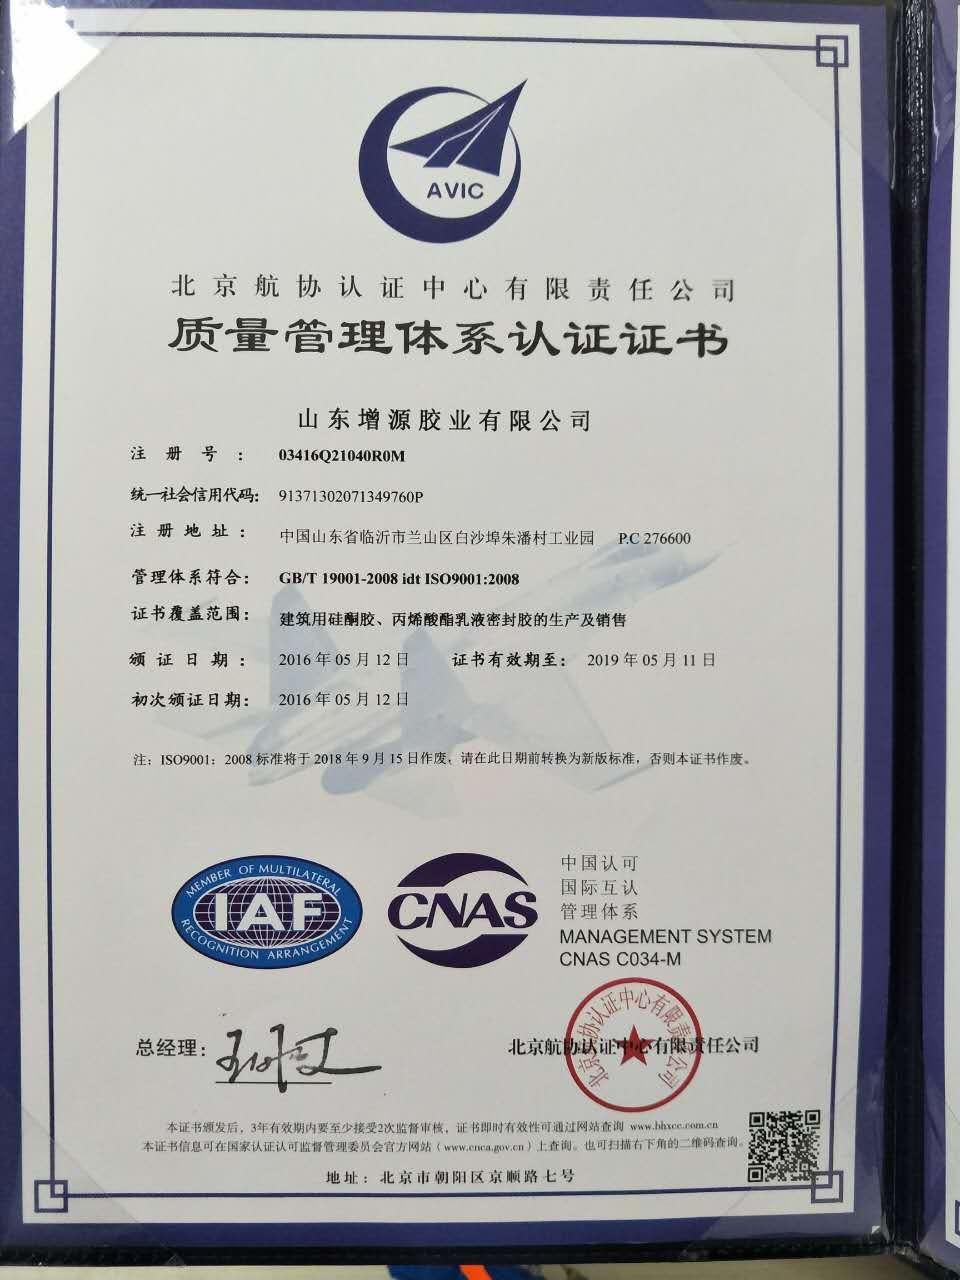 AVIC
北京航协认证中心有限责任公司
质量管理体系认证证书
山东增源胶业有限公司
注册号： 03416Q21040R0M
统一社会信用代码： 91371302071349760P
注册地址： 中国山东省临沂市兰山区白沙埠朱潘村工业园 P.C 276600
管理体系符合： GB/T 19001-2008 idt ISO9001:2008
证书覆盖范围： 建筑用硅酮胶、丙烯酸酯乳液密封胶的生产及销售
颁证日期： 2016年05月12日 证书有效期至： 2019年05月11日
初次颁证日期： 2016年05月12日
注：ISO9001：2008标准将于2018年9月15日作废，请在此日期前转换为新版标准，否则本证书作废。
MEMBER OF MULTILATERAL
IAF
RECOGNITION ARRANGEMENT
CNAS
中国认可
国际互认
管理体系
MANAGEMENT SYSTEM
CNAS C034-M
总经理：
北京航协认证中心有限责任公司
北京航协认证中心有限责任公司
本证书颁发后，3年有效期内要至少接受2次监督审核，证书即时有效性可通过网站查询 www.bhxcc.com.cn
本证书信息可在国家认证认可监督管理委员会官方网站（www.cnca.gov.cn）上查询。也可扫描右下角的二维码查询。
地址：北京市朝阳区京顺路七号